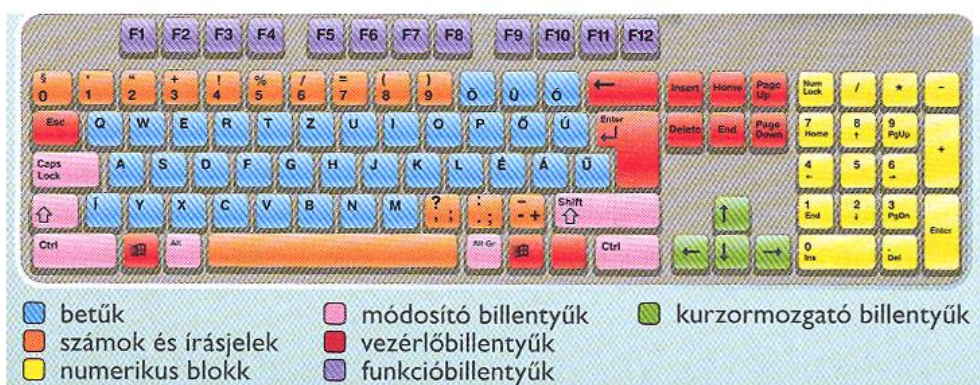 F1 F2 F3 F4 F5 F6 F7 F8 F9 F10 F11 F12
§ ' " + ! % / = ( )
0 1 2 3 4 5 6 7 8 9 Ö Ü Ó ← Insert Home Page Up Num Lock / * -
Esc Q W E R T Z U I O P Ő Ú Enter ↵ Delete End Page Down 7 Home 8 ↑ 9 PgUp +
Caps Lock A S D F G H J K L É Á Ű 4 ← 5 6 →
⇧ Í Y X C V B N M ? , ; : . ; - - + Shift ⇧ ↑ 1 End 2 ↓ 3 PgDn Enter
Ctrl Alt Alt Gr Ctrl ← ↓ → 0 Ins . Del
betűk
módosító billentyűk
kurzormozgató billentyűk
számok és írásjelek
vezérlőbillentyűk
numerikus blokk
funkcióbillentyűk